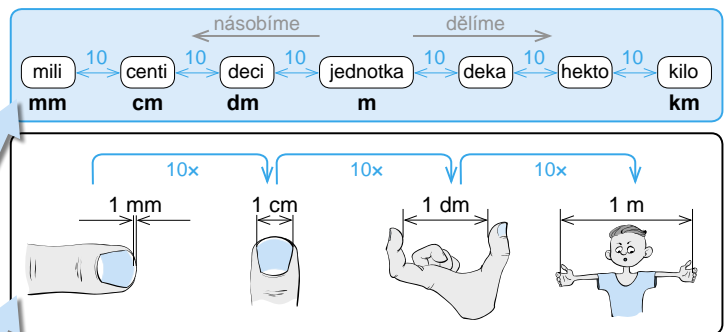 násobíme dělíme
10 10 10 10 10 10
mili centi deci jednotka deka hekto kilo
mm cm dm m km
10× 10× 10×
1 mm 1 cm 1 dm 1 m